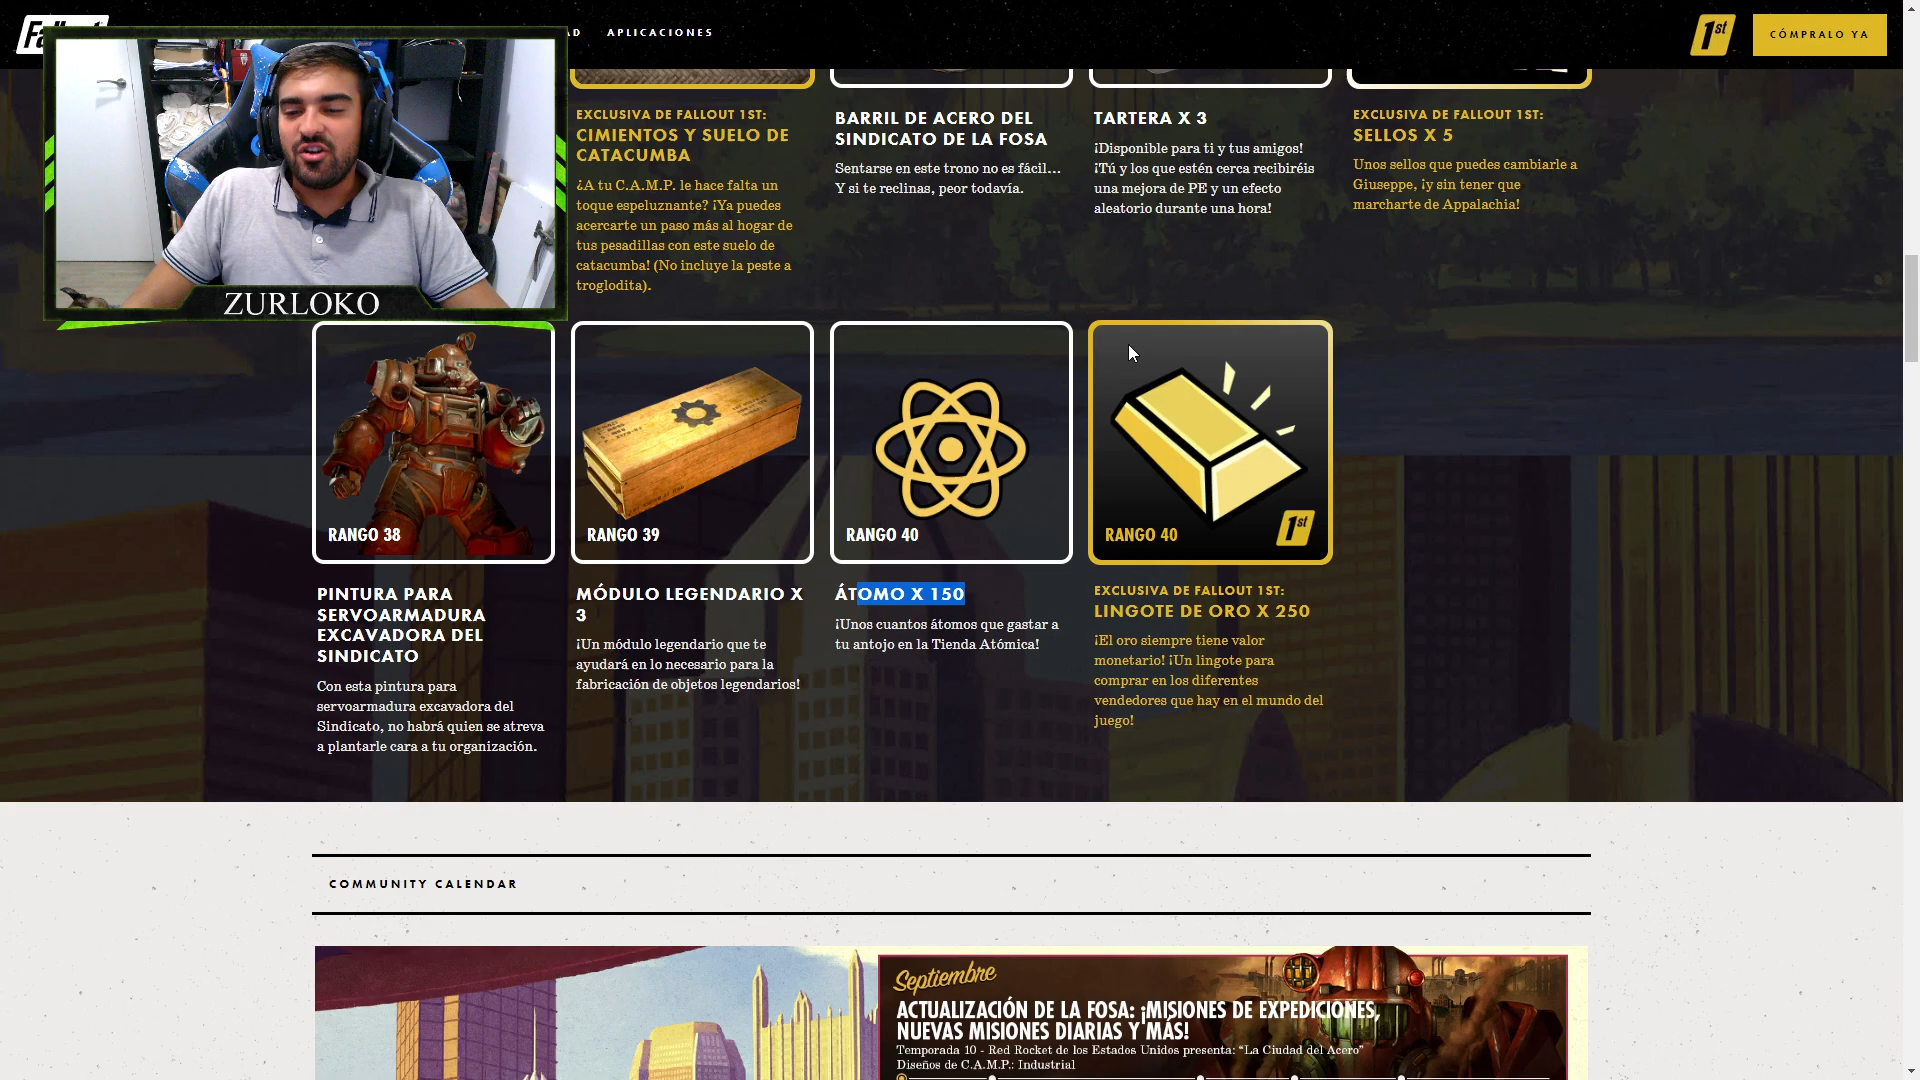 APLICACIONES
1st
CÓMPRALO YA
ZURLOKO
EXCLUSIVA DE FALLOUT 1ST:
CIMIENTOS Y SUELO DE
CATACUMBA
¿A tu C.A.M.P. le hace falta un
toque espeluznante? ¡Ya puedes
acercarte un paso más al hogar de
tus pesadillas con este suelo de
catacumba! (No incluye la peste a
troglodita).
BARRIL DE ACERO DEL
SINDICATO DE LA FOSA
Sentarse en este trono no es fácil...
Y si te reclinas, peor todavía.
TARTERA X 3
¡Disponible para ti y tus amigos!
¡Tú y los que estén cerca recibiréis
una mejora de PE y un efecto
aleatorio durante una hora!
EXCLUSIVA DE FALLOUT 1ST:
SELLOS X 5
Unos sellos que puedes cambiarle a
Giuseppe, ¡y sin tener que
marcharte de Appalachia!
RANGO 38
PINTURA PARA
SERVOARMADURA
EXCAVADORA DEL
SINDICATO
Con esta pintura para
servoarmadura excavadora del
Sindicato, no habrá quien se atreva
a plantarle cara a tu organización.
RANGO 39
MÓDULO LEGENDARIO X
3
¡Un módulo legendario que te
ayudará en lo necesario para la
fabricación de objetos legendarios!
RANGO 40
ÁTOMO X 150
¡Unos cuantos átomos que gastar a
tu antojo en la Tienda Atómica!
RANGO 40
1st
EXCLUSIVA DE FALLOUT 1ST:
LINGOTE DE ORO X 250
¡El oro siempre tiene valor
monetario! ¡Un lingote para
comprar en los diferentes
vendedores que hay en el mundo del
juego!
COMMUNITY CALENDAR
Septiembre
ACTUALIZACIÓN DE LA FOSA: ¡MISIONES DE EXPEDICIONES,
NUEVAS MISIONES DIARIAS Y MÁS!
Temporada 10 - Red Rocket de los Estados Unidos presenta: “La Ciudad del Acero”
Diseños de C.A.M.P.: Industrial